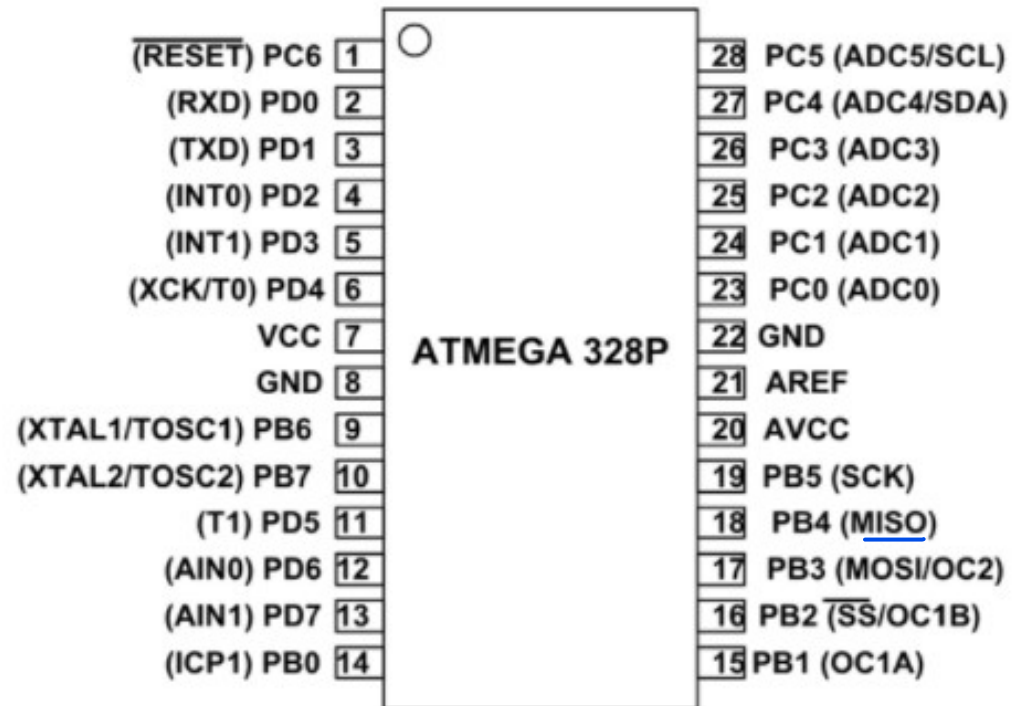 (RESET) PC6 1
(RXD) PD0 2
(TXD) PD1 3
(INT0) PD2 4
(INT1) PD3 5
(XCK/T0) PD4 6
VCC 7
GND 8
(XTAL1/TOSC1) PB6 9
(XTAL2/TOSC2) PB7 10
(T1) PD5 11
(AIN0) PD6 12
(AIN1) PD7 13
(ICP1) PB0 14
ATMEGA 328P
28 PC5 (ADC5/SCL)
27 PC4 (ADC4/SDA)
26 PC3 (ADC3)
25 PC2 (ADC2)
24 PC1 (ADC1)
23 PC0 (ADC0)
22 GND
21 AREF
20 AVCC
19 PB5 (SCK)
18 PB4 (MISO)
17 PB3 (MOSI/OC2)
16 PB2 (SS/OC1B)
15 PB1 (OC1A)